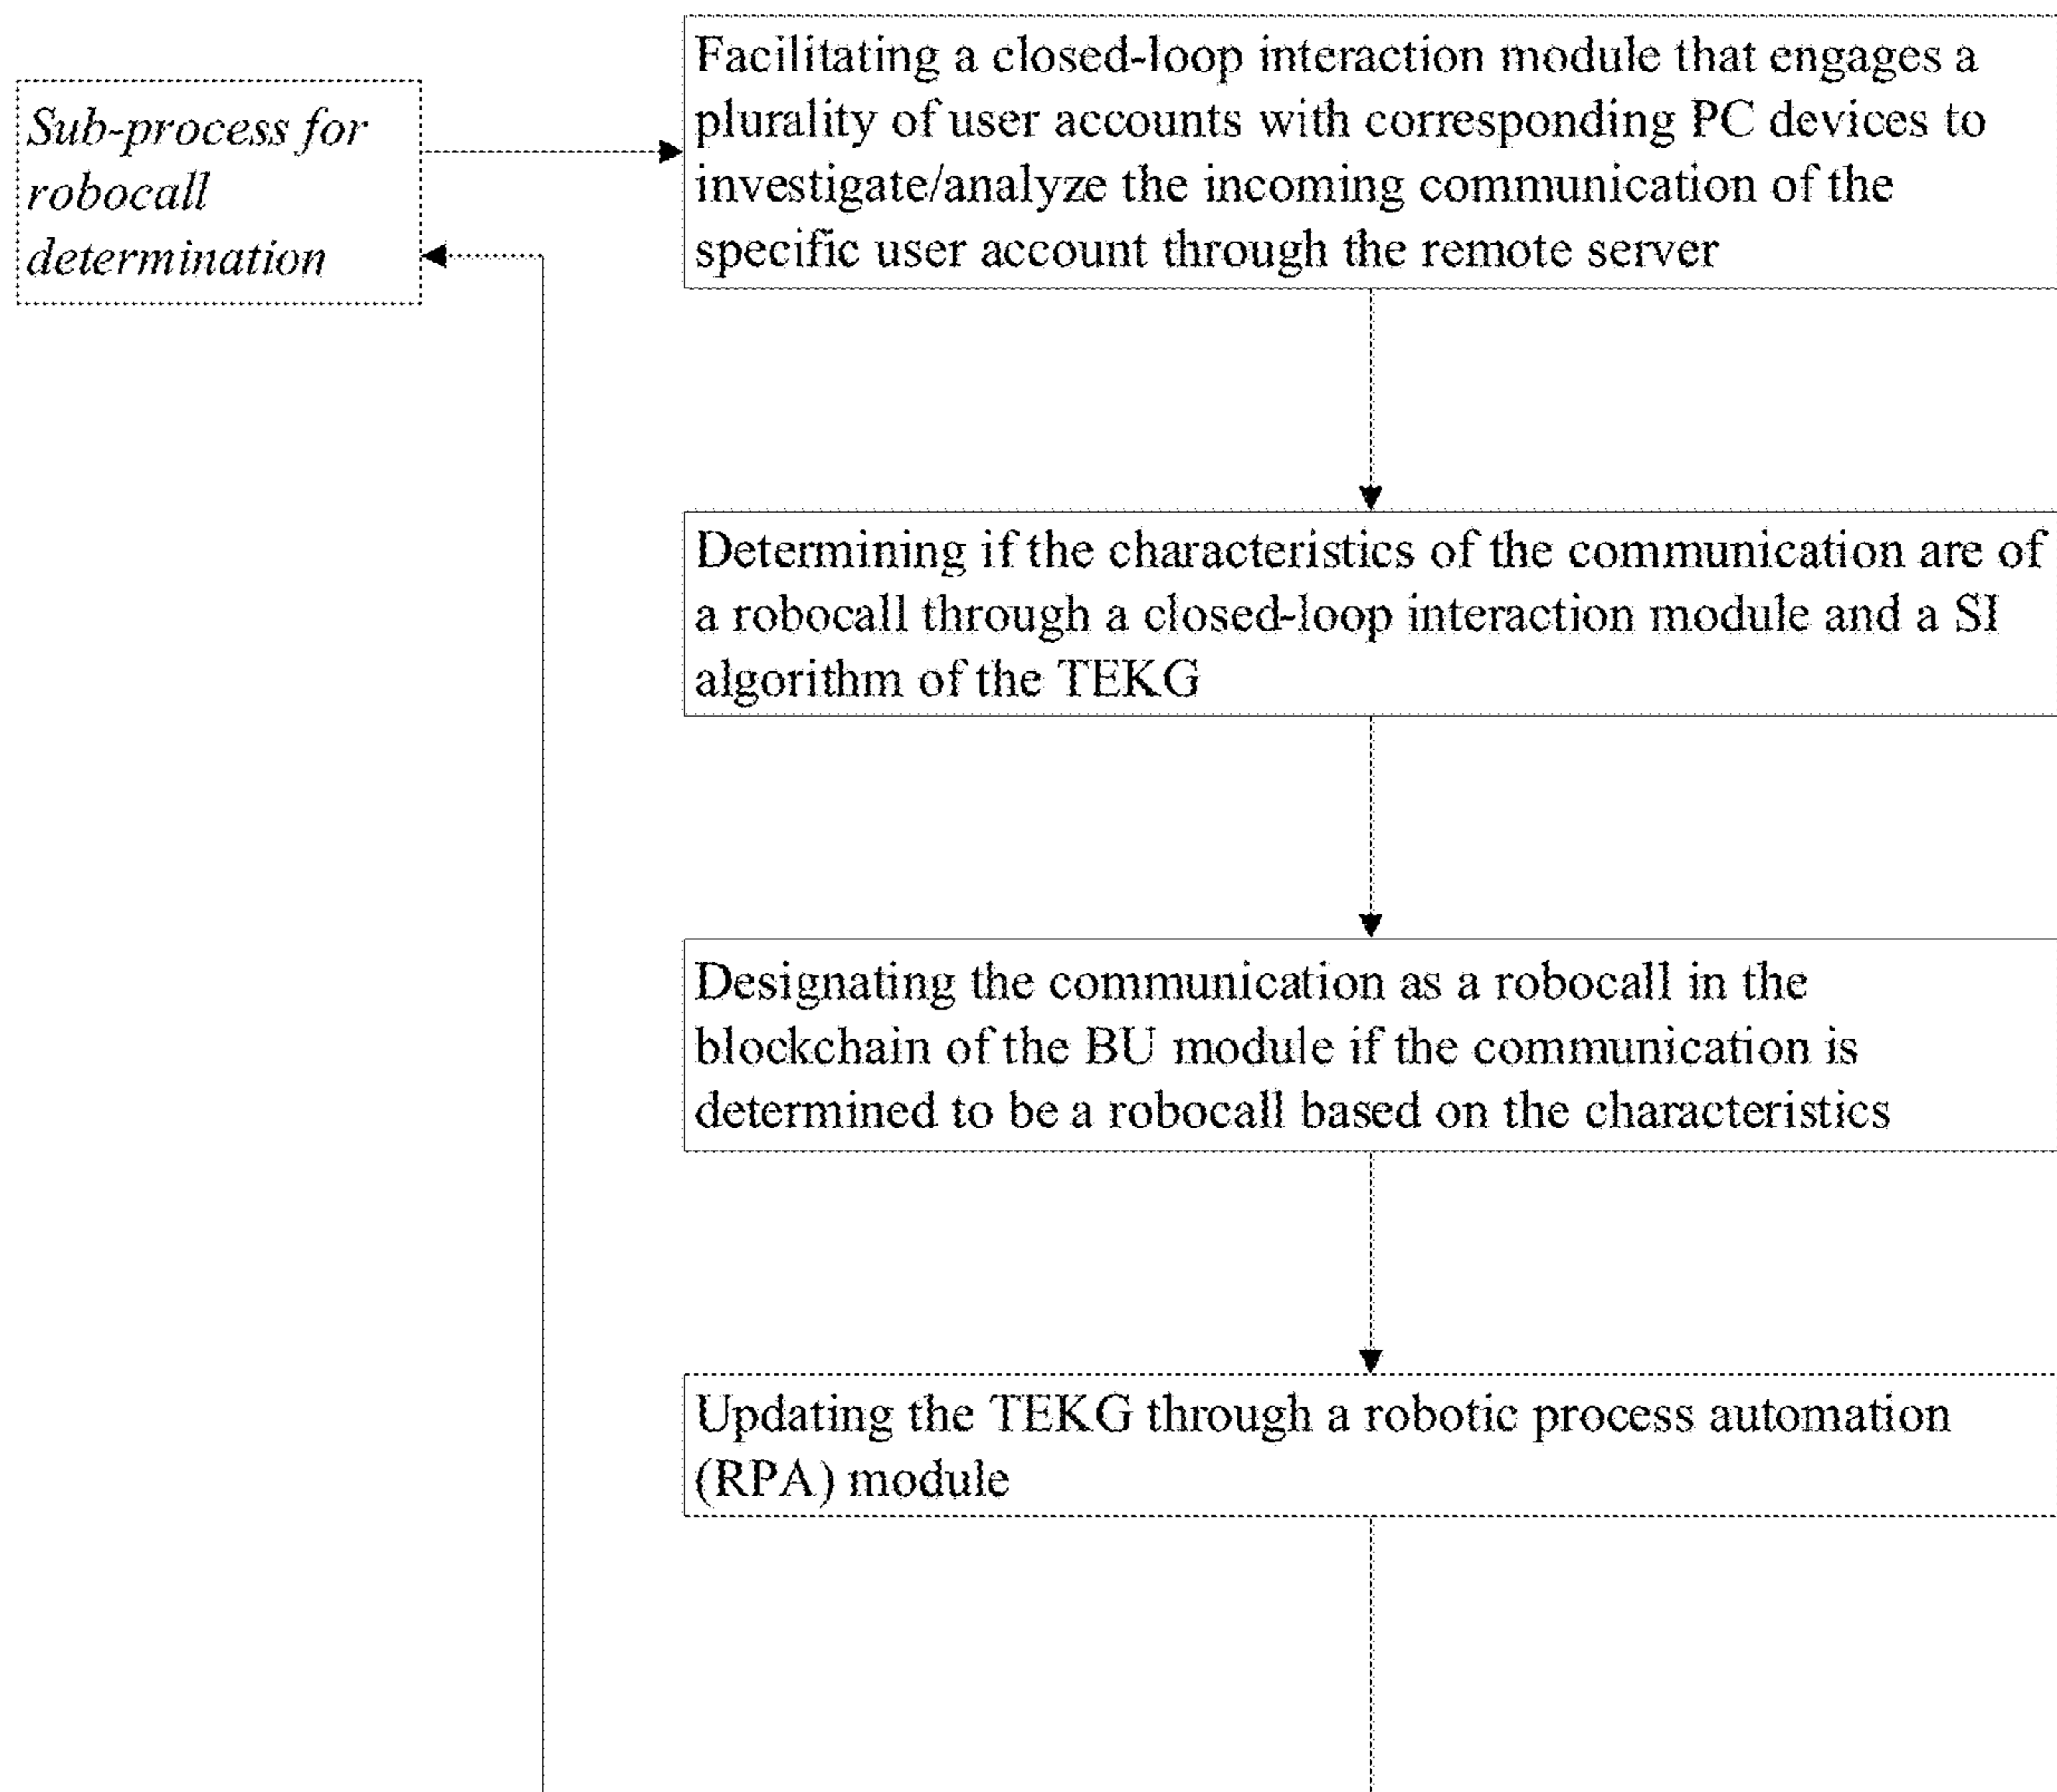 Sub-process for
robocall
determination
Facilitating a closed-loop interaction module that engages a
plurality of user accounts with corresponding PC devices to
investigate/analyze the incoming communication of the
specific user account through the remote server
Determining if the characteristics of the communication are of
a robocall through a closed-loop interaction module and a SI
algorithm of the TEKG
Designating the communication as a robocall in the
blockchain of the BU module if the communication is
determined to be a robocall based on the characteristics
Updating the TEKG through a robotic process automation
(RPA) module